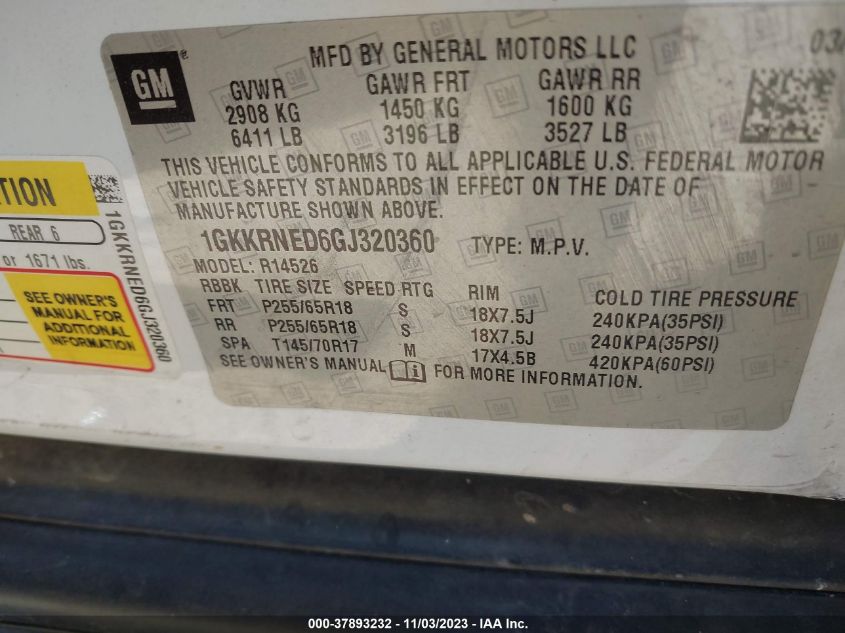 GM
MFD BY GENERAL MOTORS LLC 03/
GVWR GAWR FRT GAWR RR
2908 KG 1450 KG 1600 KG
6411 LB 3196 LB 3527 LB
THIS VEHICLE CONFORMS TO ALL APPLICABLE U.S. FEDERAL MOTOR
VEHICLE SAFETY STANDARDS IN EFFECT ON THE DATE OF
MANUFACTURE SHOWN ABOVE.
1GKKRNED6GJ320360 TYPE: M.P.V.
MODEL: R14526
RBBK TIRE SIZE SPEED RTG RIM COLD TIRE PRESSURE
FRT P255/65R18 S 18X7.5J 240KPA(35PSI)
RR P255/65R18 S 18X7.5J 240KPA(35PSI)
SPA T145/70R17 M 17X4.5B 420KPA(60PSI)
SEE OWNER'S MANUAL FOR MORE INFORMATION.
TION
REAR 6
or 1671 lbs.
SEE OWNER'S
MANUAL FOR
ADDITIONAL
INFORMATION
1GKKRNED6GJ320360
000-37893232 - 11/03/2023 - IAA Inc.